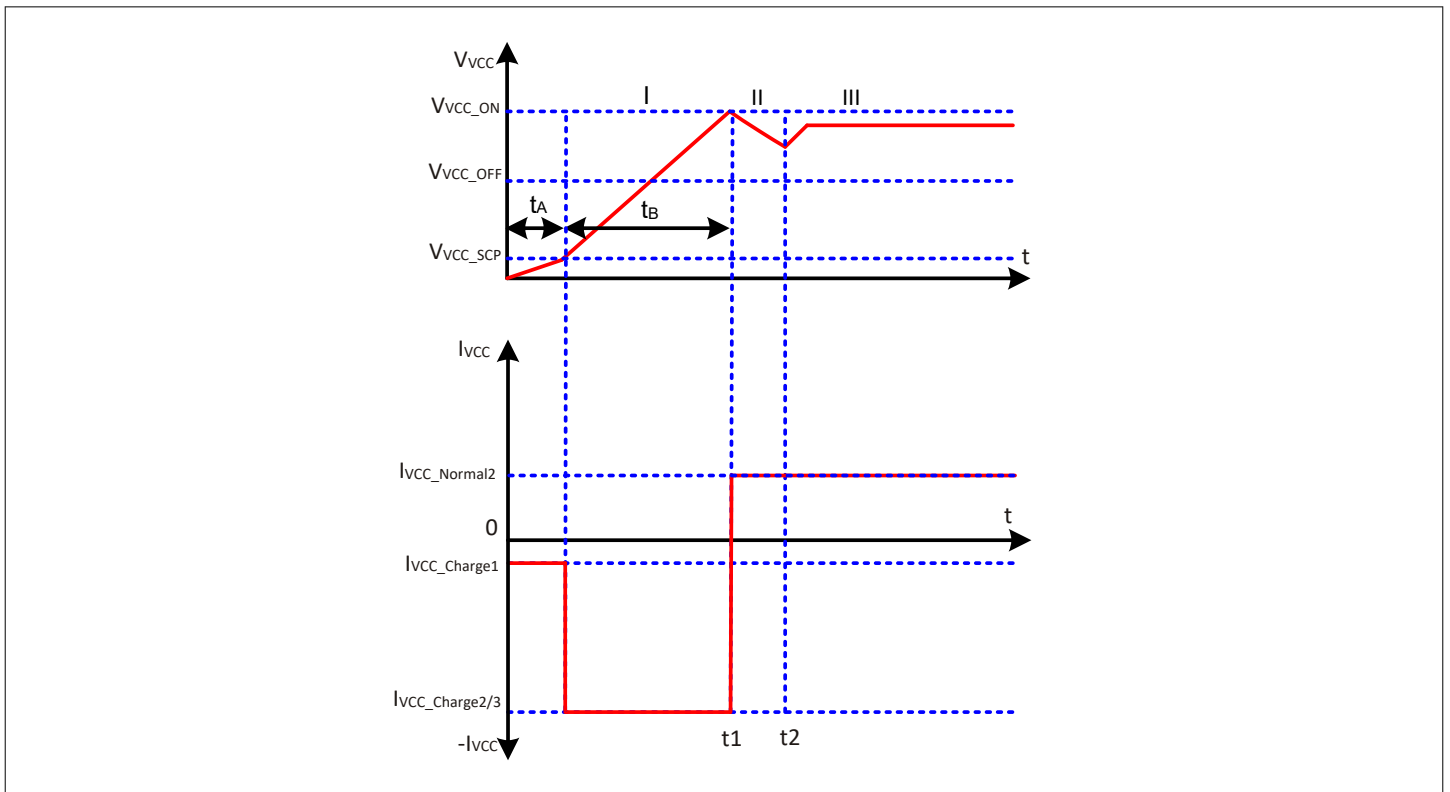 VVCC
VVCC_ON
I
II
III
VVCC_OFF
tA
tB
VVCC_SCP
t
IVCC
IVCC_Normal2
0
t
IVCC_Charge1
IVCC_Charge2/3
-IVCC
t1
t2